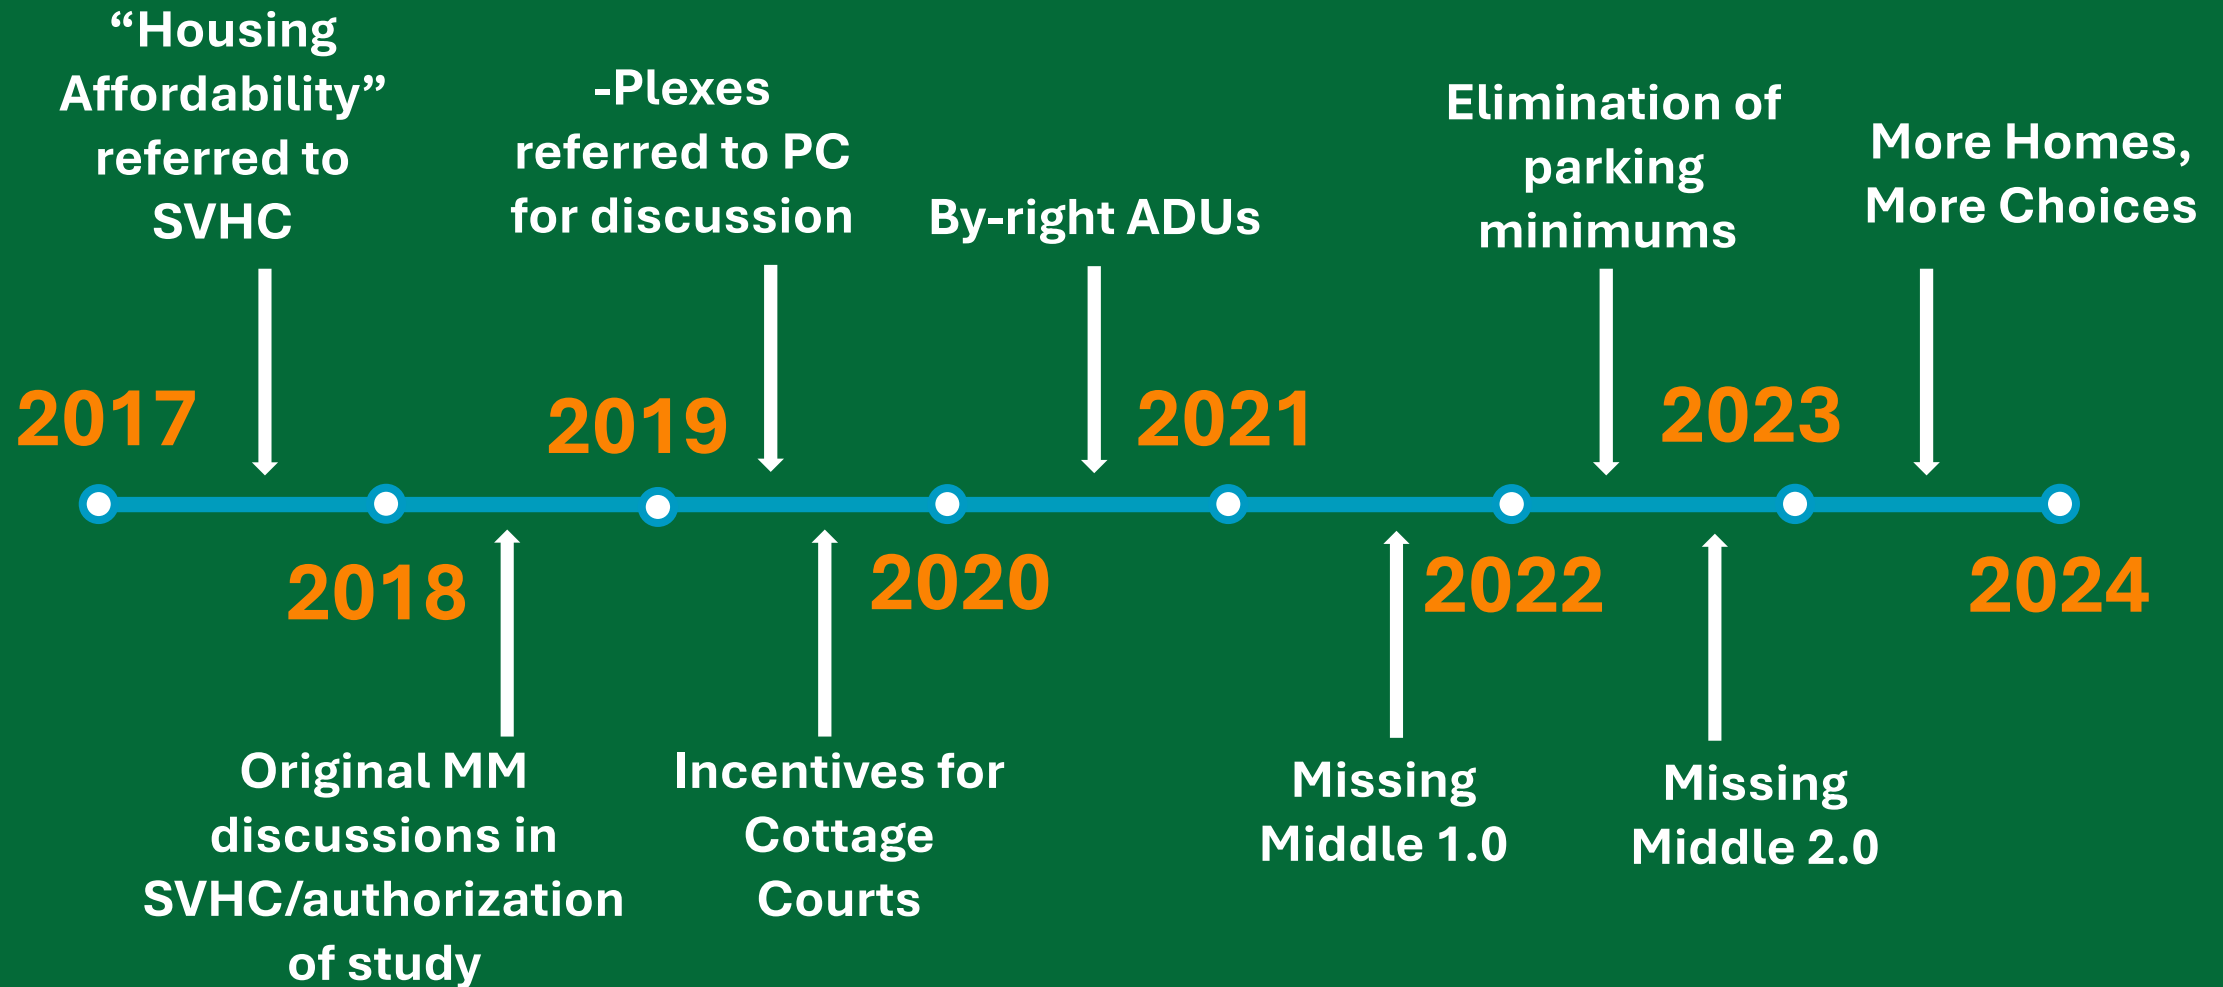 “Housing
Affordability”
referred to
SVHC
-Plexes
referred to PC
for discussion
By-right ADUs
Elimination of
parking
minimums
More Homes,
More Choices
2017
2019
2021
2023
2018
2020
2022
2024
Original MM
discussions in
SVHC/authorization
of study
Incentives for
Cottage
Courts
Missing
Middle 1.0
Missing
Middle 2.0